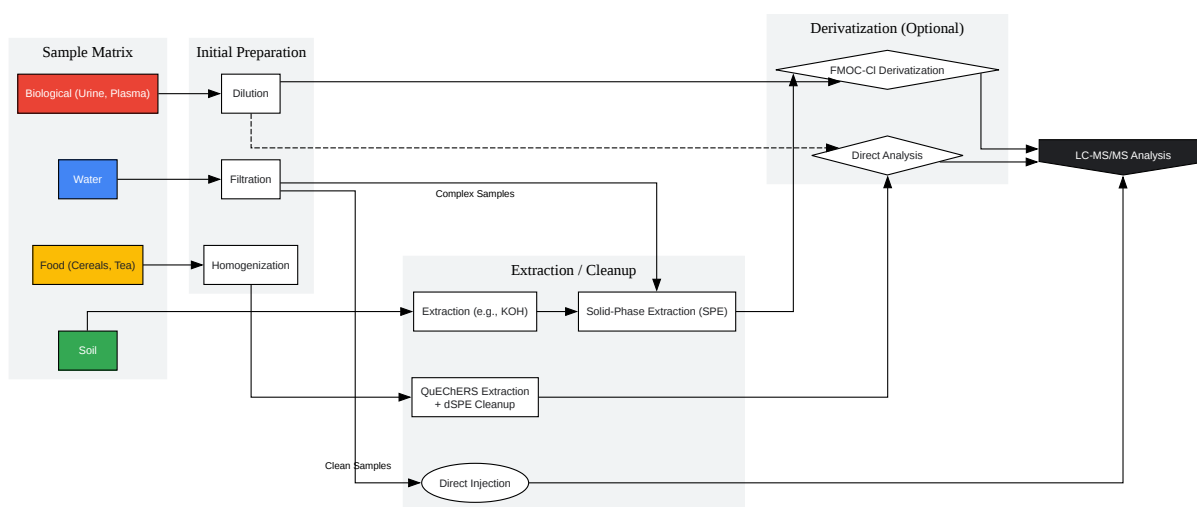 Sample Matrix
Initial Preparation
Derivatization (Optional)
Biological (Urine, Plasma)
Dilution
FMOC-Cl Derivatization
Water
Filtration
Complex Samples
Direct Analysis
LC-MS/MS Analysis
Food (Cereals, Tea)
Homogenization
Extraction / Cleanup
Soil
Extraction (e.g., KOH)
Solid-Phase Extraction (SPE)
QuEChERS Extraction
+ dSPE Cleanup
Clean Samples
Direct Injection